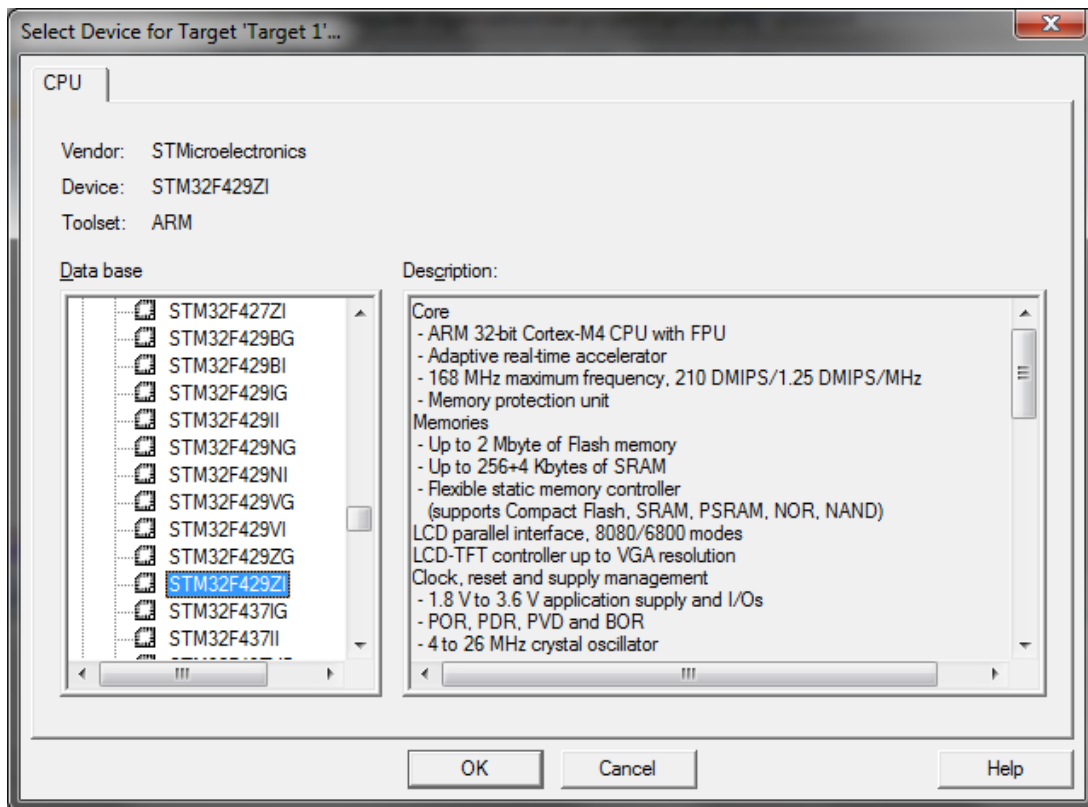 Select Device for Target 'Target 1'...
CPU
Vendor: STMicroelectronics
Device: STM32F429ZI
Toolset: ARM
Data base
STM32F427ZI
STM32F429BG
STM32F429BI
STM32F429IG
STM32F429II
STM32F429NG
STM32F429NI
STM32F429VG
STM32F429VI
STM32F429ZG
STM32F429ZI
STM32F437IG
STM32F437II
Description:
Core
- ARM 32-bit Cortex-M4 CPU with FPU
- Adaptive real-time accelerator
- 168 MHz maximum frequency, 210 DMIPS/1.25 DMIPS/MHz
- Memory protection unit
Memories
- Up to 2 Mbyte of Flash memory
- Up to 256+4 Kbytes of SRAM
- Flexible static memory controller
(supports Compact Flash, SRAM, PSRAM, NOR, NAND)
LCD parallel interface, 8080/6800 modes
LCD-TFT controller up to VGA resolution
Clock, reset and supply management
- 1.8 V to 3.6 V application supply and I/Os
- POR, PDR, PVD and BOR
- 4 to 26 MHz crystal oscillator
OK
Cancel
Help